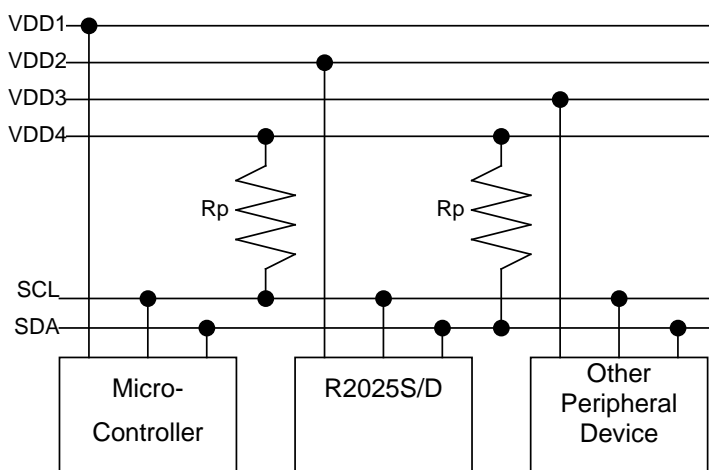 VDD1
VDD2
VDD3
VDD4
Rp
Rp
SCL
SDA
Micro-
Controller
R2025S/D
Other
Peripheral
Device